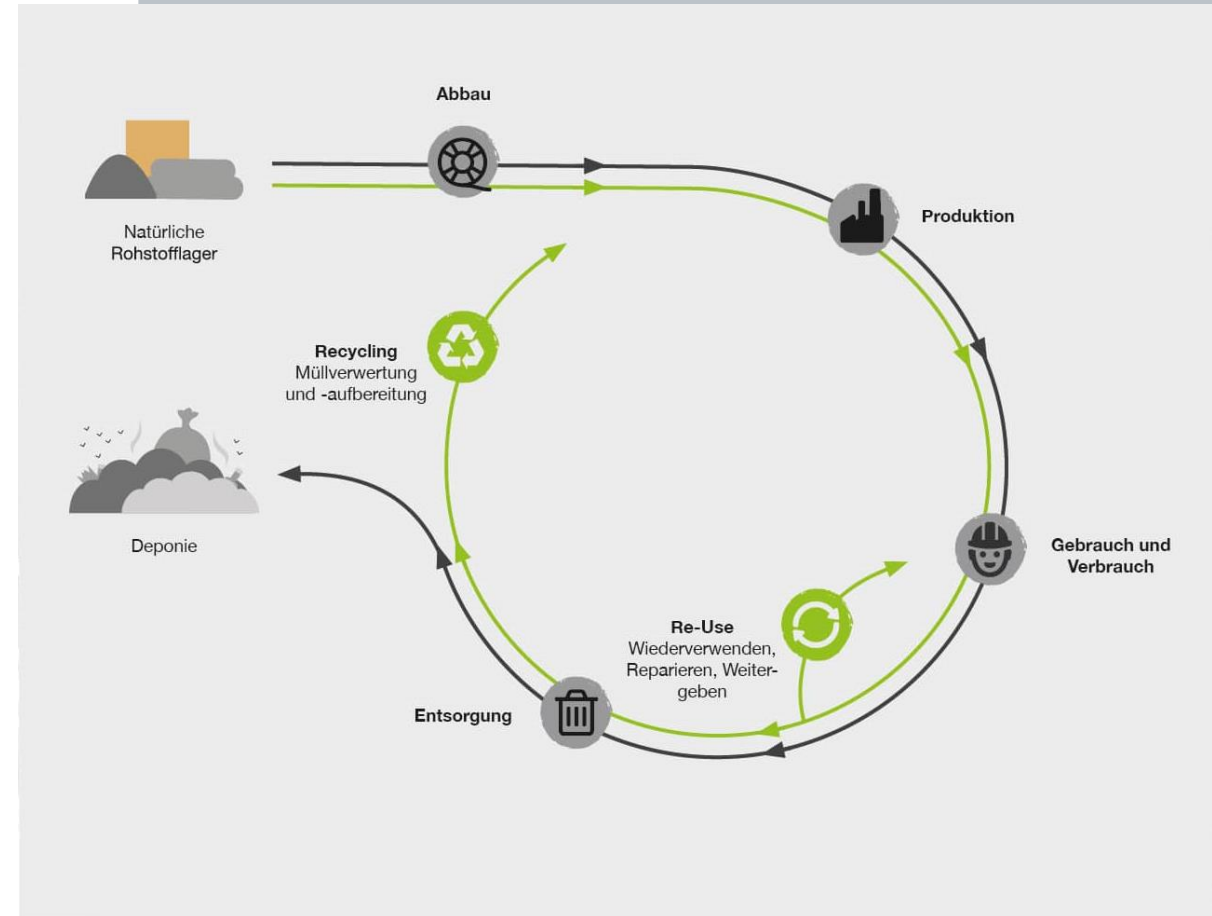 Abbau
Natürliche
Rohstofflager
Produktion
Recycling
Müllverwertung
und -aufbereitung
Deponie
Gebrauch und
Verbrauch
Re-Use
Wiederverwenden,
Reparieren, Weiter-
geben
Entsorgung